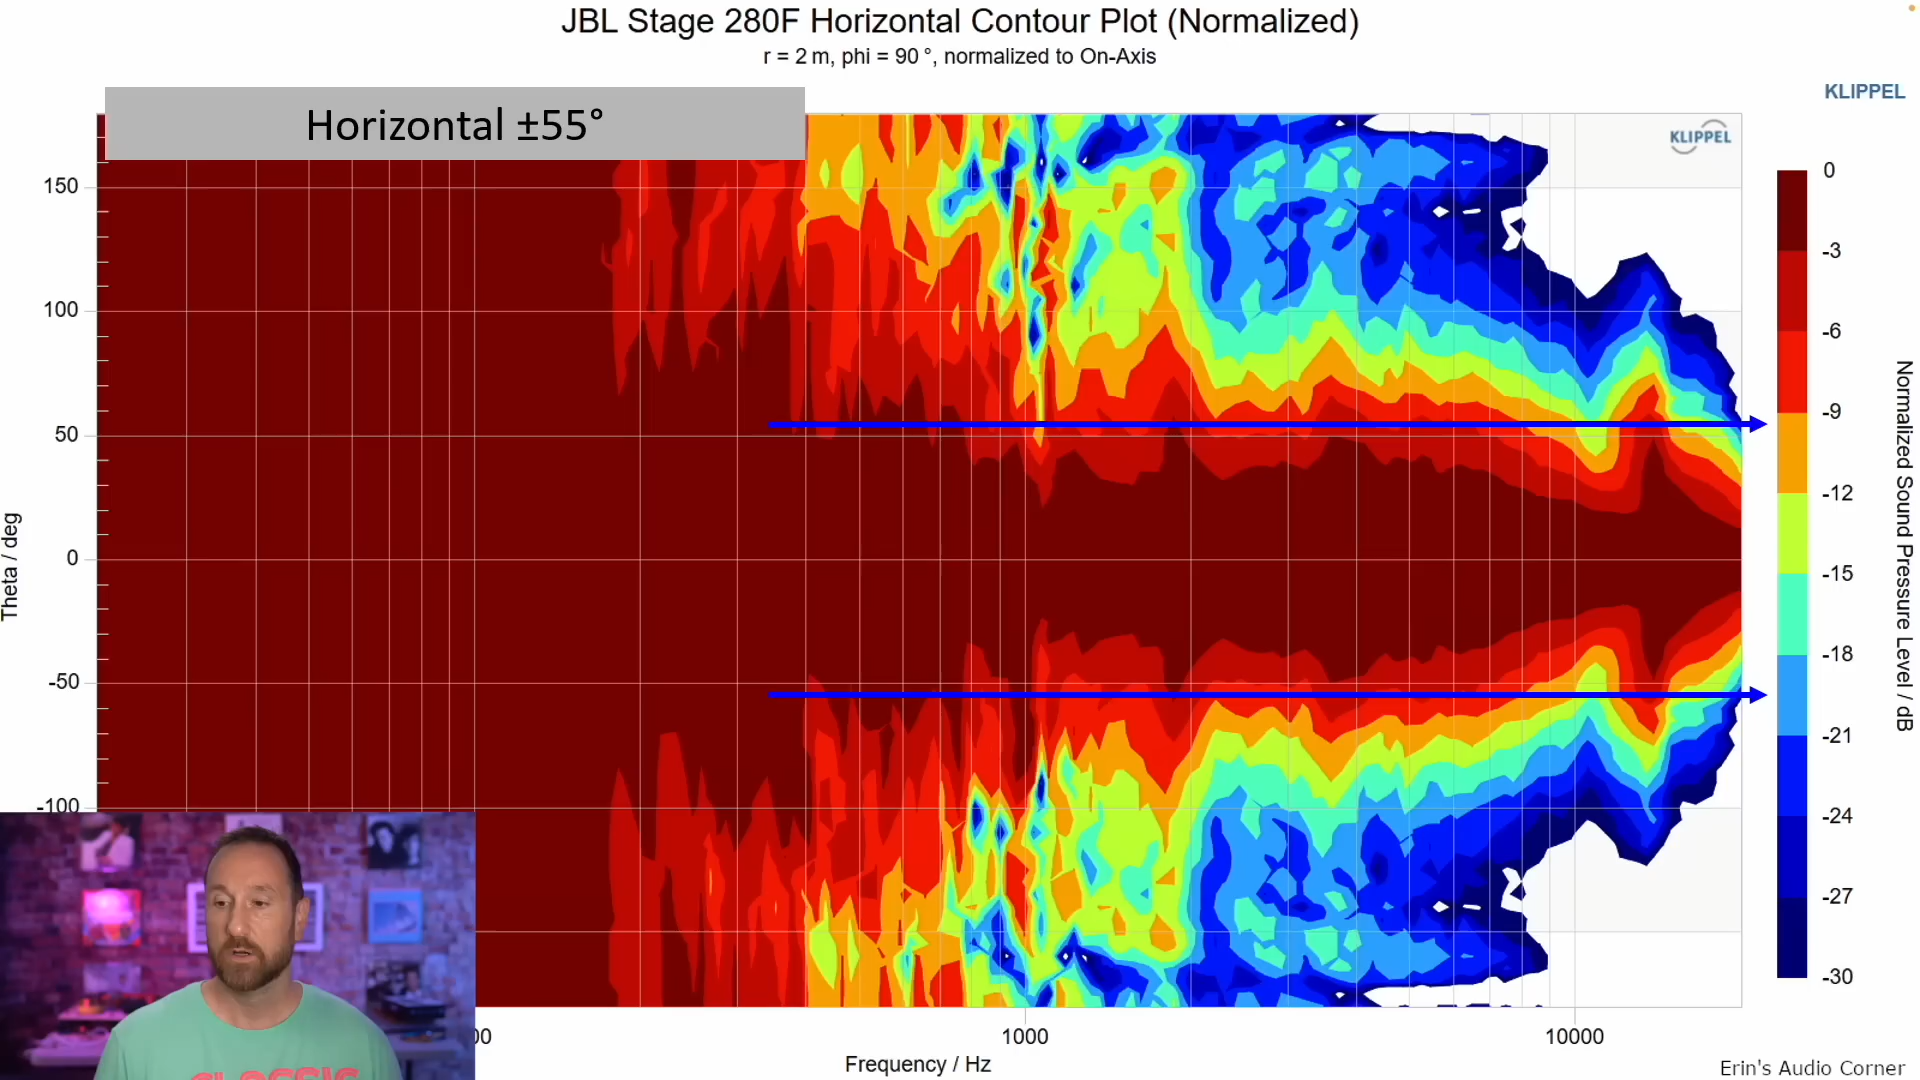 JBL Stage 280F Horizontal Contour Plot (Normalized)
r = 2 m, phi = 90 °, normalized to On-Axis
KLIPPEL
Horizontal ±55°
KLIPPEL
150
100
50
0
-50
-100
Theta / deg
0
-3
-6
-9
-12
-15
-18
-21
-24
-27
-30
Normalized Sound Pressure Level / dB
1000
10000
Frequency / Hz
Erin's Audio Corner